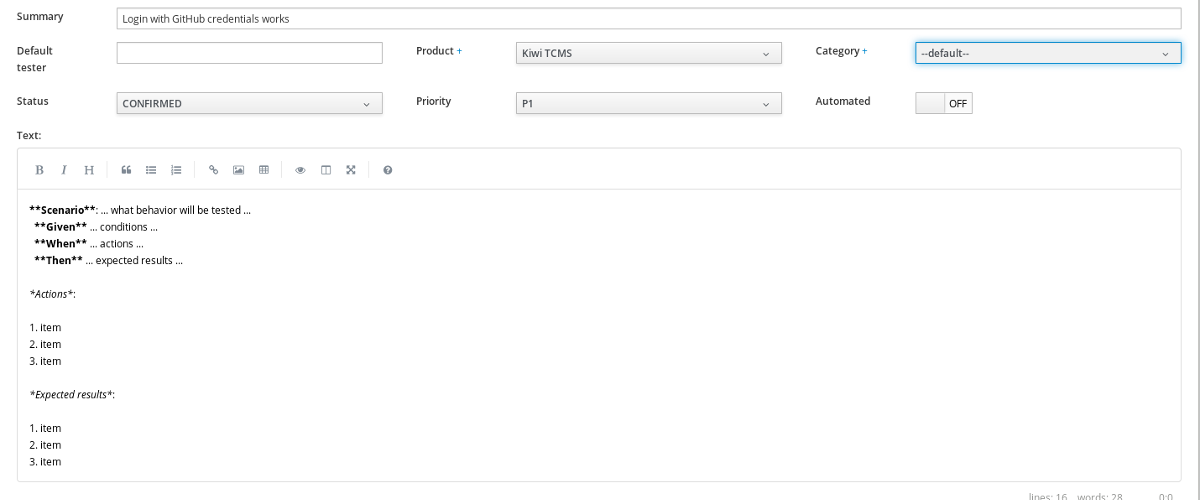 Summary
Login with GitHub credentials works
Default tester
Product +
Kiwi TCMS
Category +
--default--
Status
CONFIRMED
Priority
P1
Automated
OFF
Text:
B I H
**Scenario**: ... what behavior will be tested ...
**Given** ... conditions ...
**When** ... actions ...
**Then** ... expected results ...
*Actions*:
1. item
2. item
3. item
*Expected results*:
1. item
2. item
3. item
lines: 16 words: 28 0:0